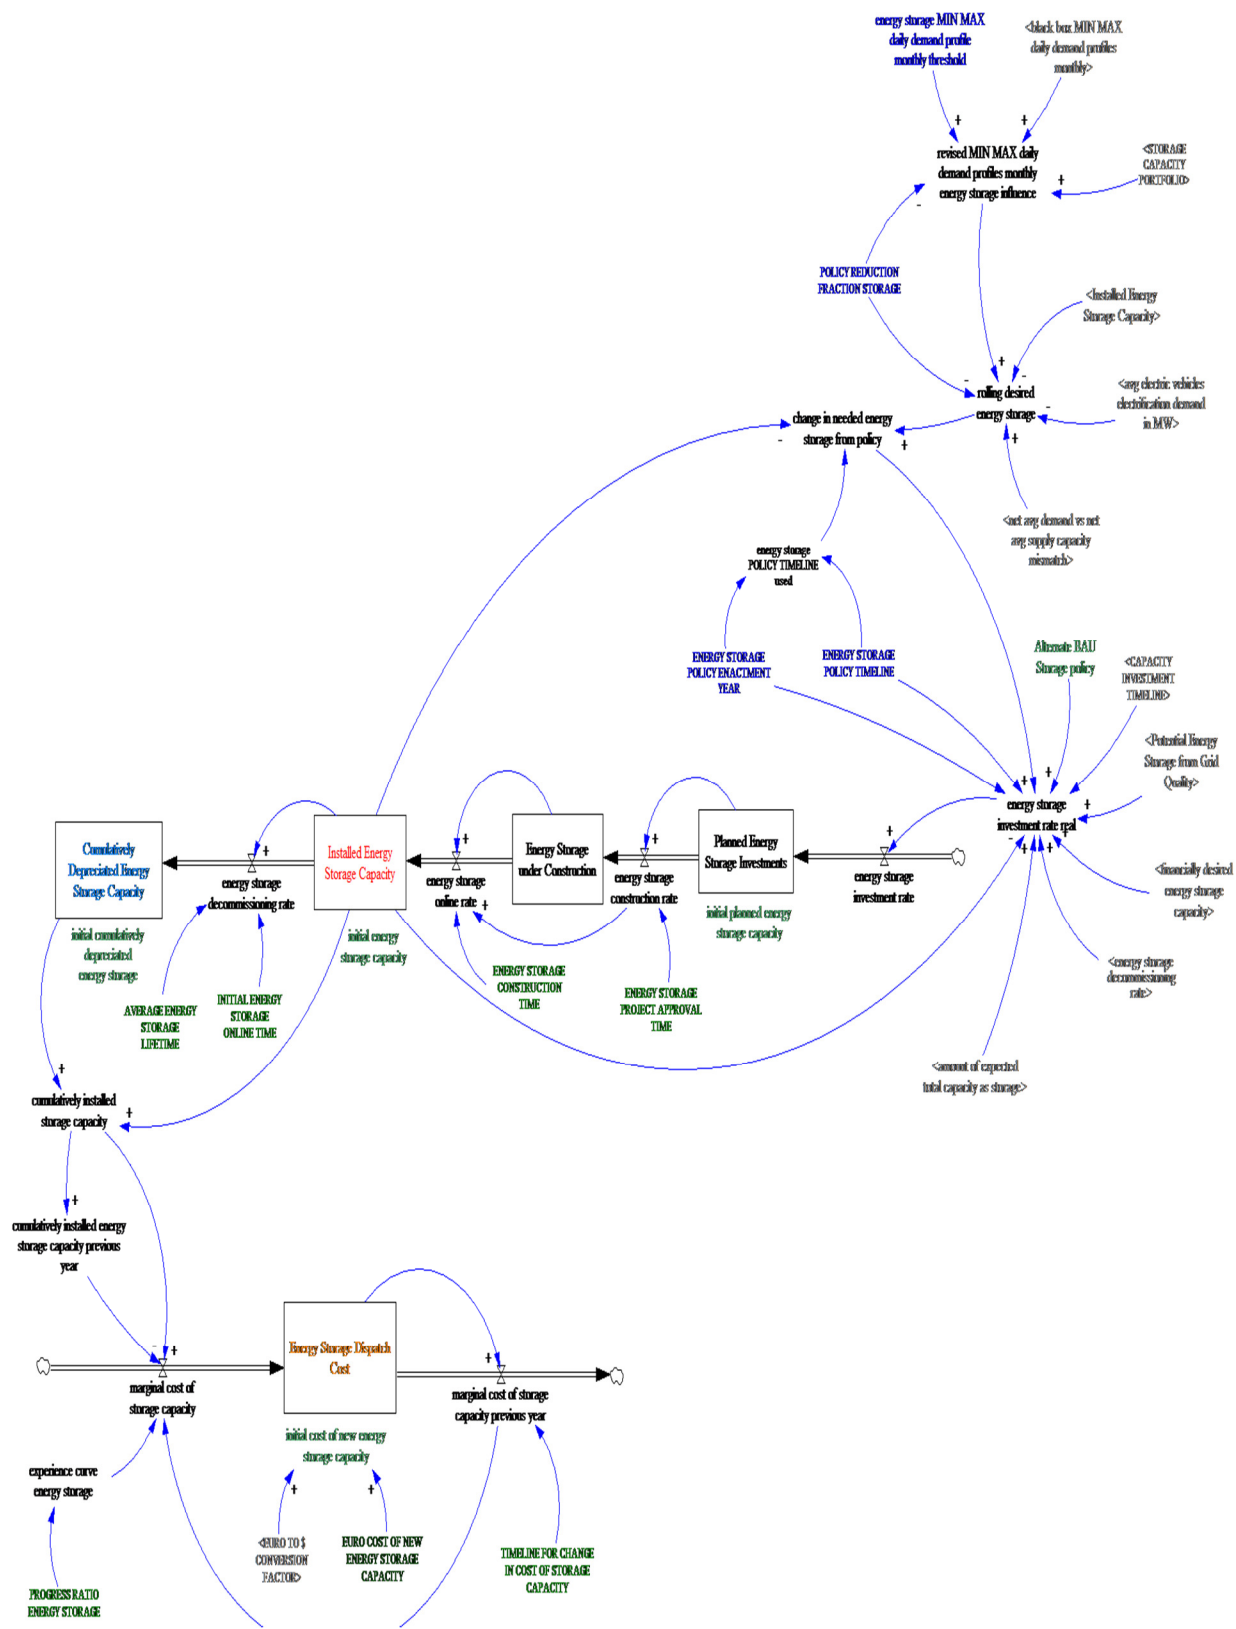 energy storage MIN MAX
daily demand profile
monthly threshold
<black box MIN MAX
daily demand profiles
monthly>
+
+
revised MIN MAX daily
demand profiles monthly
energy storage influence
<STORAGE
CAPACITY
PORTFOLIO>
+
-
POLICY REDUCTION
FRACTION STORAGE
<Installed Energy
Storage Capacity>
+
-
-
rolling desired
energy storage
-
<avg electric vehicles
electrification demand
in MW>
change in needed energy
storage from policy
-
+
+
<net avg demand vs net
avg supply capacity
mismatch>
energy storage
POLICY TIMELINE
used
ENERGY STORAGE
POLICY ENACTMENT
YEAR
ENERGY STORAGE
POLICY TIMELINE
Alternate BAU
Storage policy
<CAPACITY
INVESTMENT
TIMELINE>
<Potential Energy
Storage from Grid
Quality>
+
+
+
energy storage
investment rate real
-
+
+
+
+
Cumulatively
Depreciated Energy
Storage Capacity
+
energy storage
decommissioning rate
Installed Energy
Storage Capacity
+
energy storage
online rate
+
Energy Storage
under Construction
+
energy storage
construction rate
Planned Energy
Storage Investments
+
energy storage
investment rate
<financially desired
energy storage
capacity>
initial cumulatively
depreciated
energy storage
initial energy
storage capacity
initial planned energy
storage capacity
<energy storage
decommissioning
rate>
AVERAGE ENERGY
STORAGE
LIFETIME
INITIAL ENERGY
STORAGE
ONLINE TIME
ENERGY STORAGE
CONSTRUCTION
TIME
ENERGY STORAGE
PROJECT APPROVAL
TIME
<amount of expected
total capacity as storage>
+
cumulatively installed
storage capacity
+
+
cumulatively installed energy
storage capacity previous
year
-
+
marginal cost of
storage capacity
Energy Storage Dispatch
Cost
+
marginal cost of storage
capacity previous year
initial cost of new energy
storage capacity
experience curve
energy storage
+
+
<EURO TO $
CONVERSION
FACTOR>
EURO COST OF NEW
ENERGY STORAGE
CAPACITY
TIMELINE FOR CHANGE
IN COST OF STORAGE
CAPACITY
PROGRESS RATIO
ENERGY STORAGE